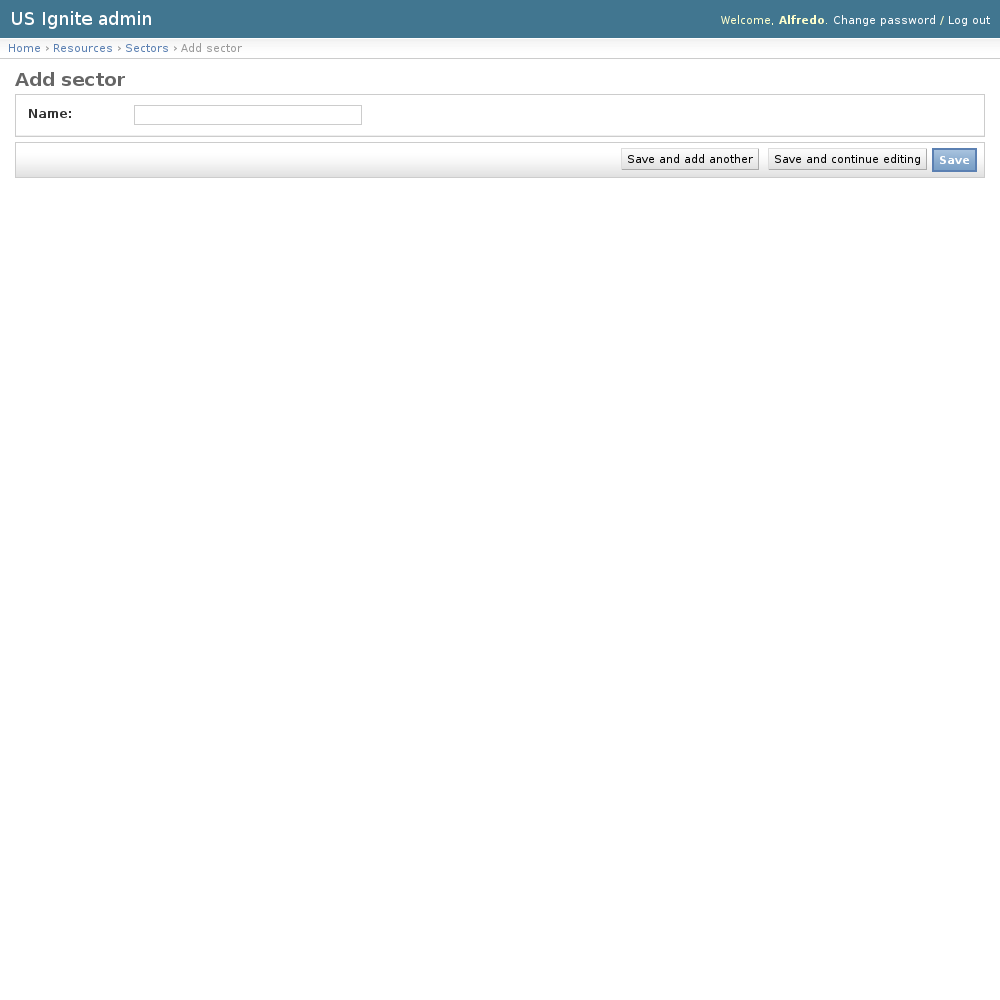 US Ignite admin
Welcome, Alfredo. Change password / Log out
Home › Resources › Sectors › Add sector
Add sector
Name:
Save and add another Save and continue editing Save